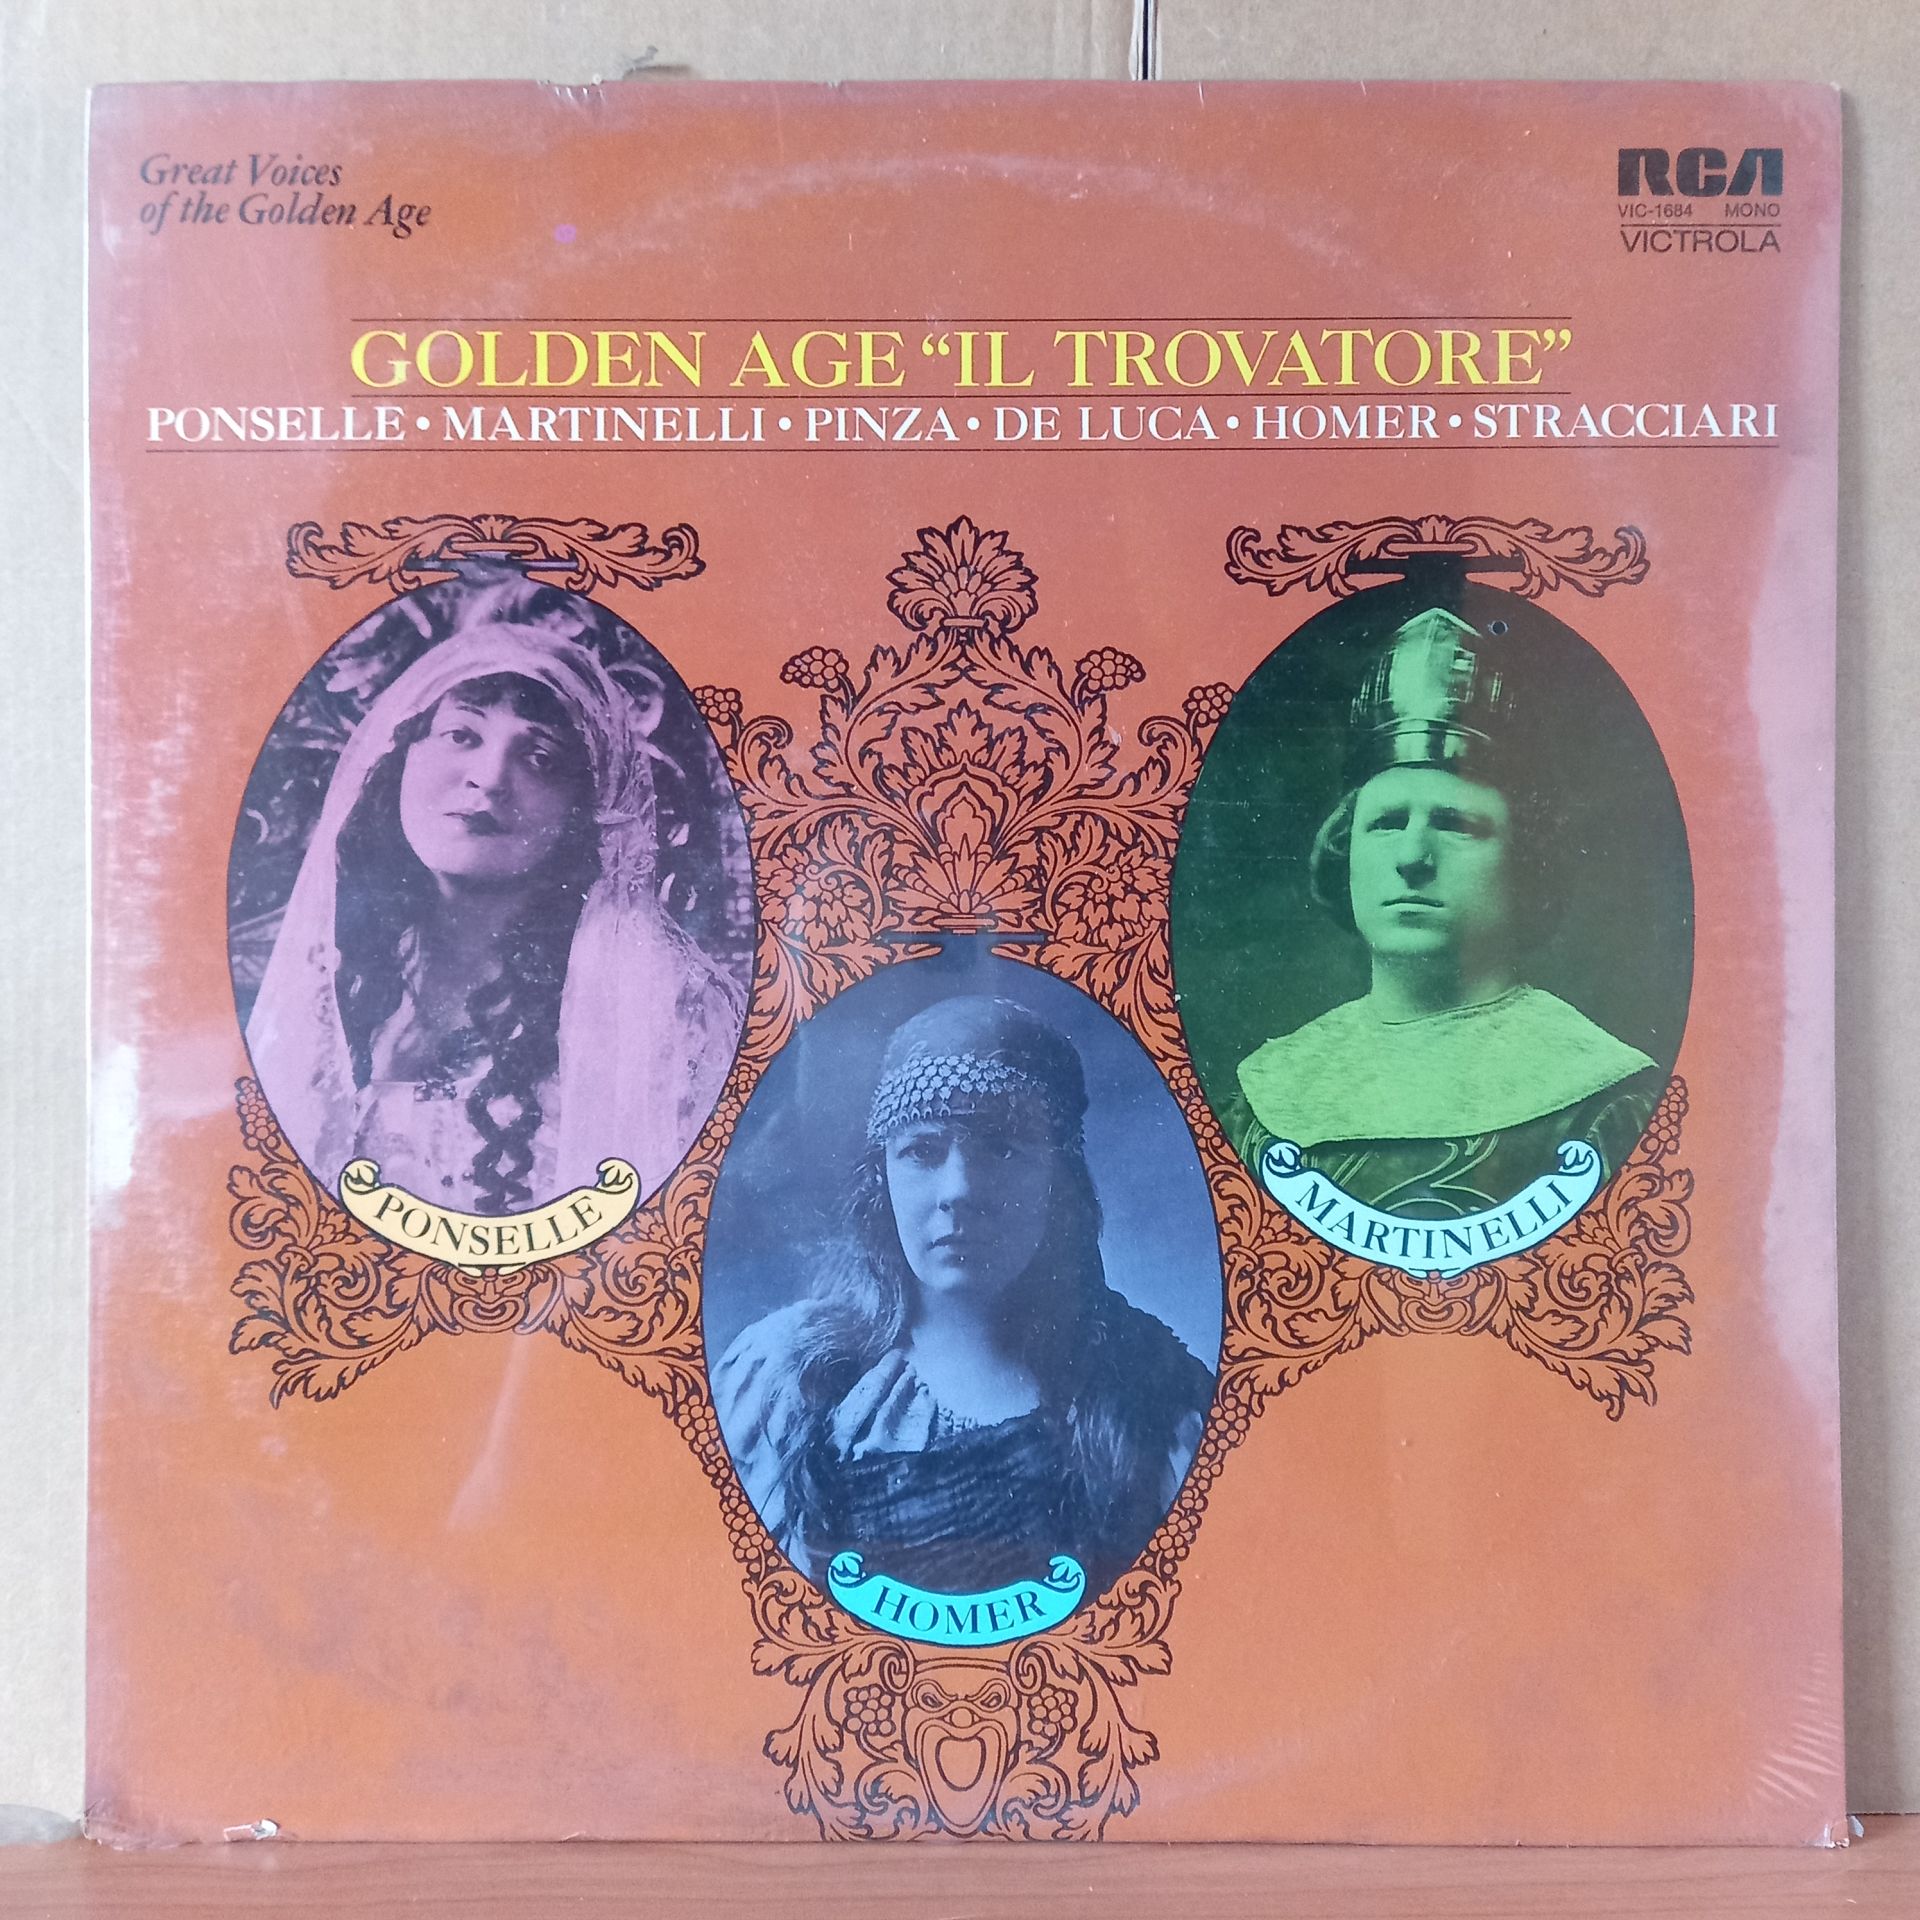 Great Voices
of the Golden Age
RCA
VIC-1684 MONO
VICTROLA
GOLDEN AGE “IL TROVATORE”
PONSELLE • MARTINELLI • PINZA • DE LUCA • HOMER • STRACCIARI
PONSELLE
MARTINELLI
HOMER